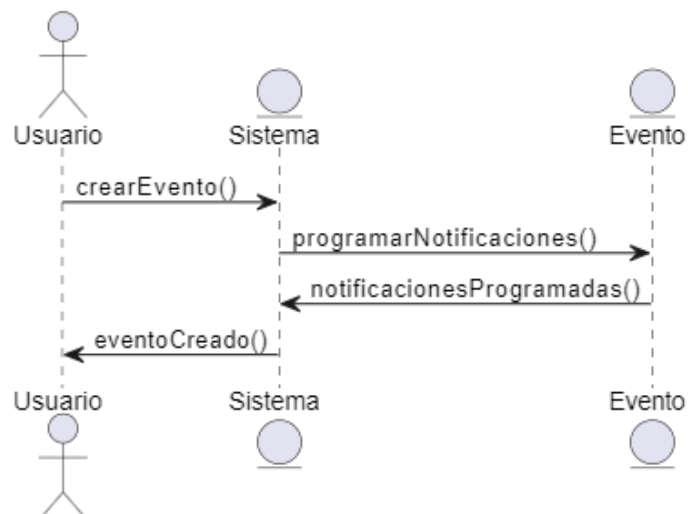 Usuario
Sistema
Evento
crearEvento()
programarNotificaciones()
notificacionesProgramadas()
eventoCreado()
Usuario
Sistema
Evento